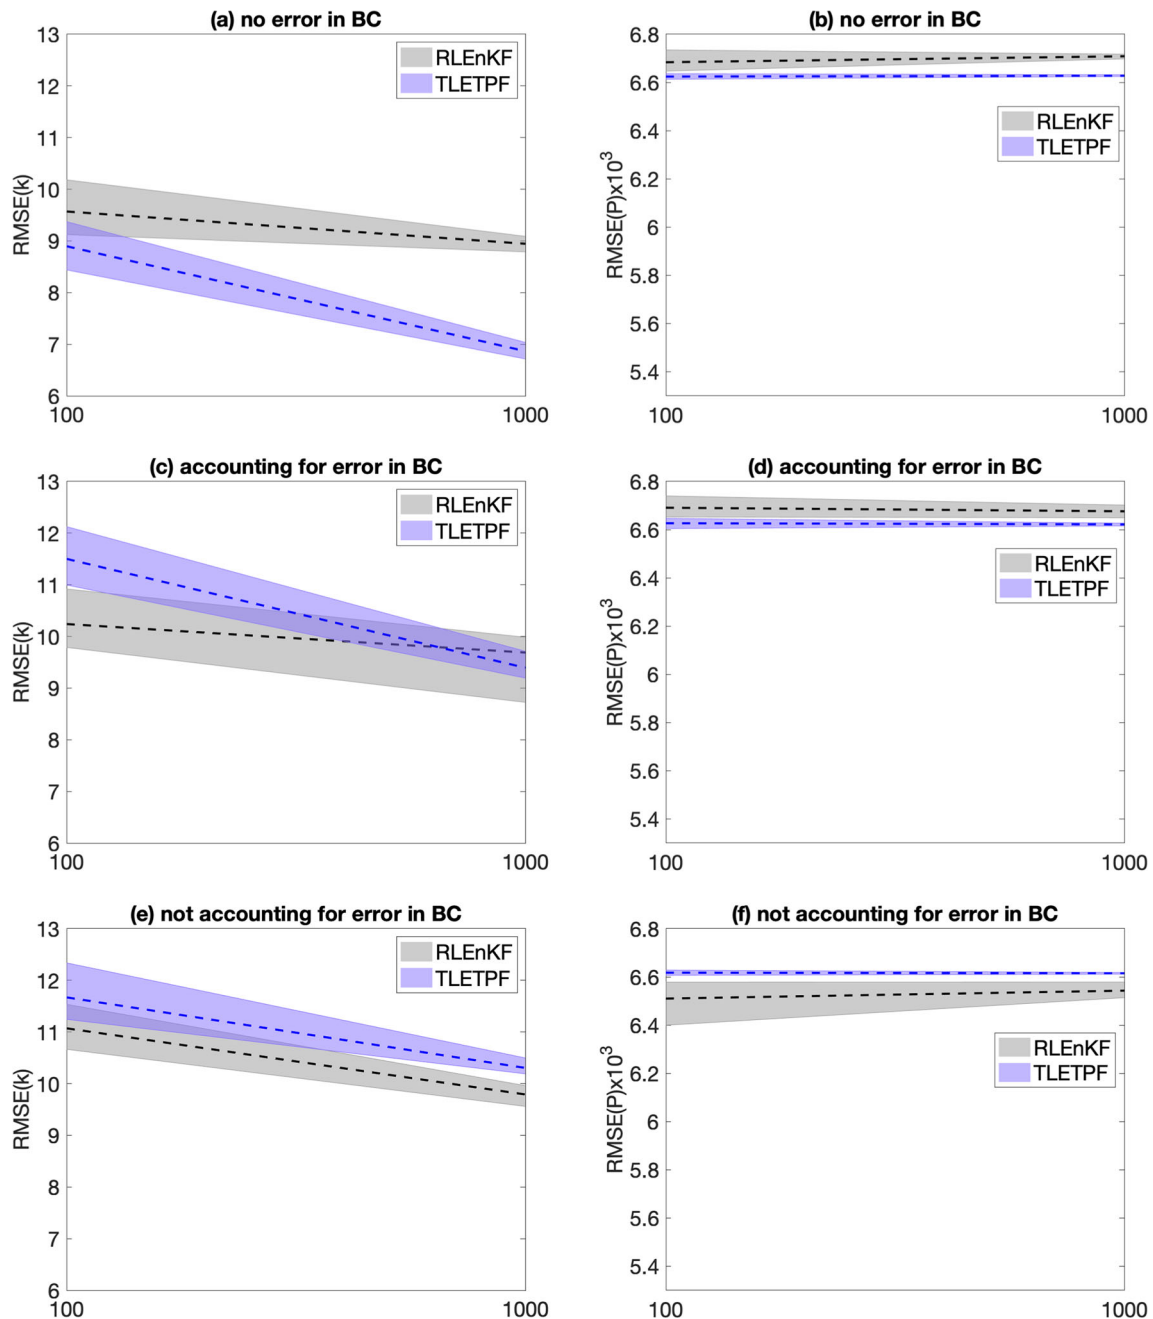 (a) no error in BC
13
12
11
10
9
8
7
6
RMSE(k)
100
1000
RLEnKF
TLETPF
(b) no error in BC
6.8
6.6
6.4
6.2
6
5.8
5.6
5.4
RMSE(P)x10³
100
1000
RLEnKF
TLETPF
(c) accounting for error in BC
13
12
11
10
9
8
7
6
RMSE(k)
100
1000
RLEnKF
TLETPF
(d) accounting for error in BC
6.8
6.6
6.4
6.2
6
5.8
5.6
5.4
RMSE(P)x10³
100
1000
RLEnKF
TLETPF
(e) not accounting for error in BC
13
12
11
10
9
8
7
6
RMSE(k)
100
1000
RLEnKF
TLETPF
(f) not accounting for error in BC
6.8
6.6
6.4
6.2
6
5.8
5.6
5.4
RMSE(P)x10³
100
1000
RLEnKF
TLETPF